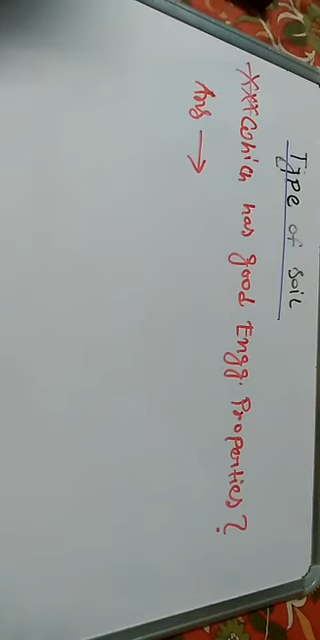 Type of Soil
*** Which has good Engg. Properties?
Ans →